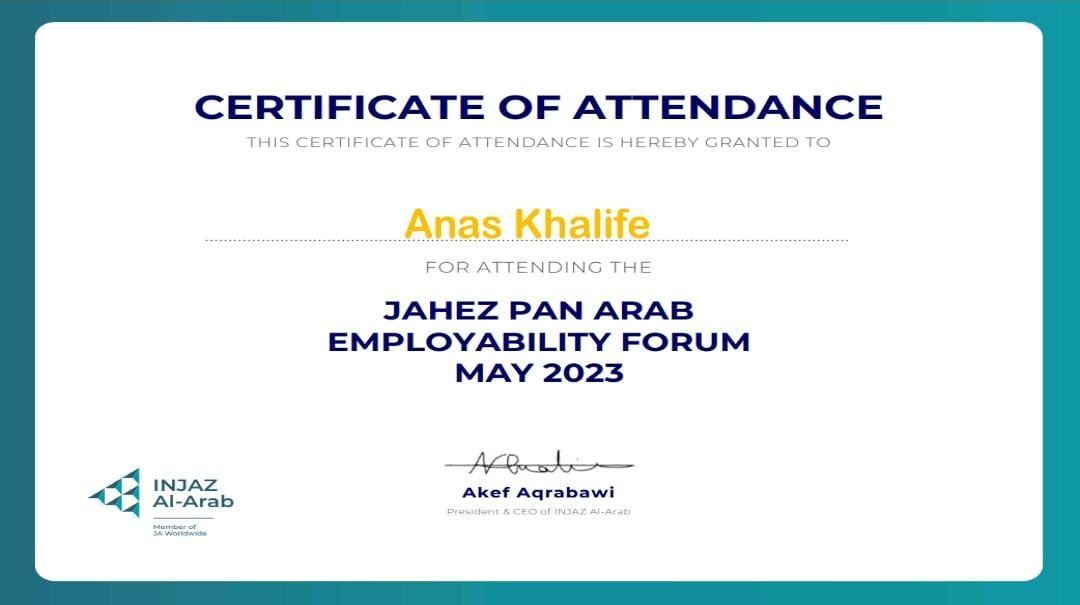 CERTIFICATE OF ATTENDANCE
THIS CERTIFICATE OF ATTENDANCE IS HEREBY GRANTED TO
Anas Khalife
FOR ATTENDING THE
JAHEZ PAN ARAB
EMPLOYABILITY FORUM
MAY 2023
Akef Aqrabawi
President & CEO of INJAZ Al-Arab
INJAZ
Al-Arab
Member of
JA Worldwide